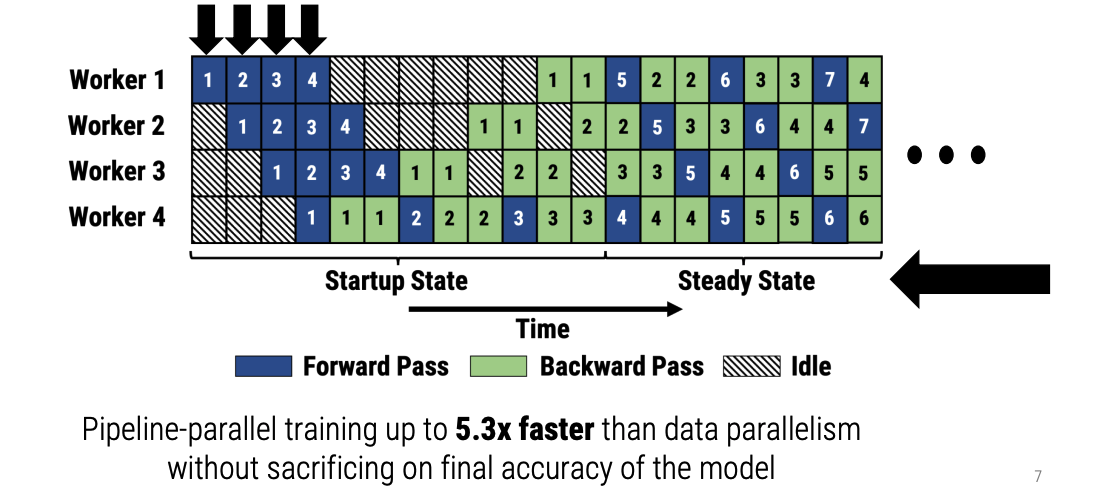 Worker 1 1 2 3 4 1 1 5 2 2 6 3 3 7 4
Worker 2 1 2 3 4 1 1 2 2 5 3 3 6 4 4 7
Worker 3 1 2 3 4 1 1 2 2 3 3 5 4 4 6 5 5
Worker 4 1 1 1 2 2 2 3 3 3 4 4 4 5 5 5 6 6
Startup State Steady State
Time
Forward Pass Backward Pass Idle
Pipeline-parallel training up to 5.3x faster than data parallelism
without sacrificing on final accuracy of the model
7